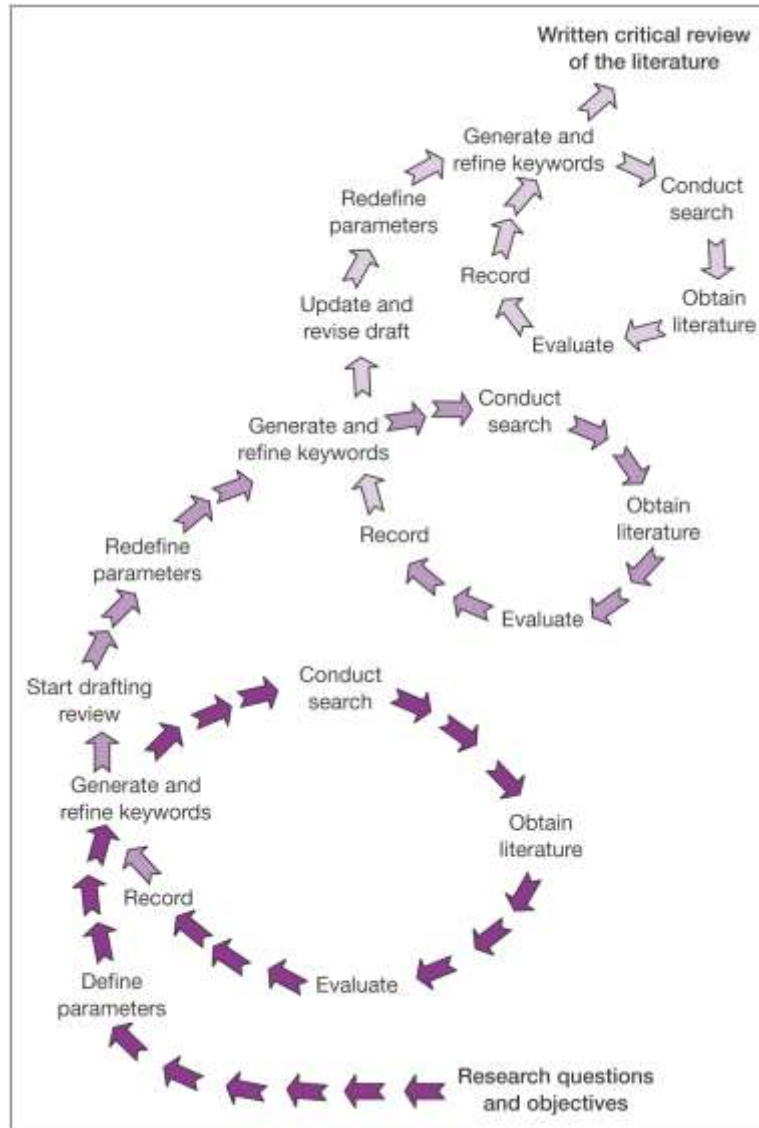 Written critical review
of the literature
Generate and
refine keywords
Conduct
search
Redefine
parameters
Record
Obtain
literature
Update and
revise draft
Evaluate
Conduct
search
Generate and
refine keywords
Obtain
literature
Record
Redefine
parameters
Evaluate
Conduct
search
Start drafting
review
Generate and
refine keywords
Obtain
literature
Record
Define
parameters
Evaluate
Research questions
and objectives